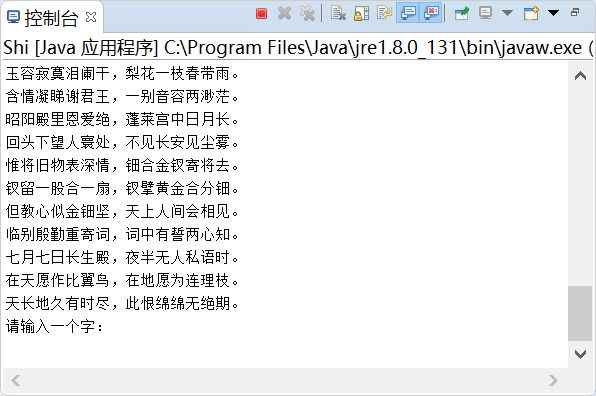 控制台
Shi [Java 应用程序] C:\Program Files\Java\jre1.8.0_131\bin\javaw.exe (
玉容寂寞泪阑干，梨花一枝春带雨。
含情凝睇谢君王，一别音容两渺茫。
昭阳殿里恩爱绝，蓬莱宫中日月长。
回头下望人寰处，不见长安见尘雾。
惟将旧物表深情，钿合金钗寄将去。
钗留一股合一扇，钗擘黄金合分钿。
但教心似金钿坚，天上人间会相见。
临别殷勤重寄词，词中有誓两心知。
七月七日长生殿，夜半无人私语时。
在天愿作比翼鸟，在地愿为连理枝。
天长地久有时尽，此恨绵绵无绝期。
请输入一个字：